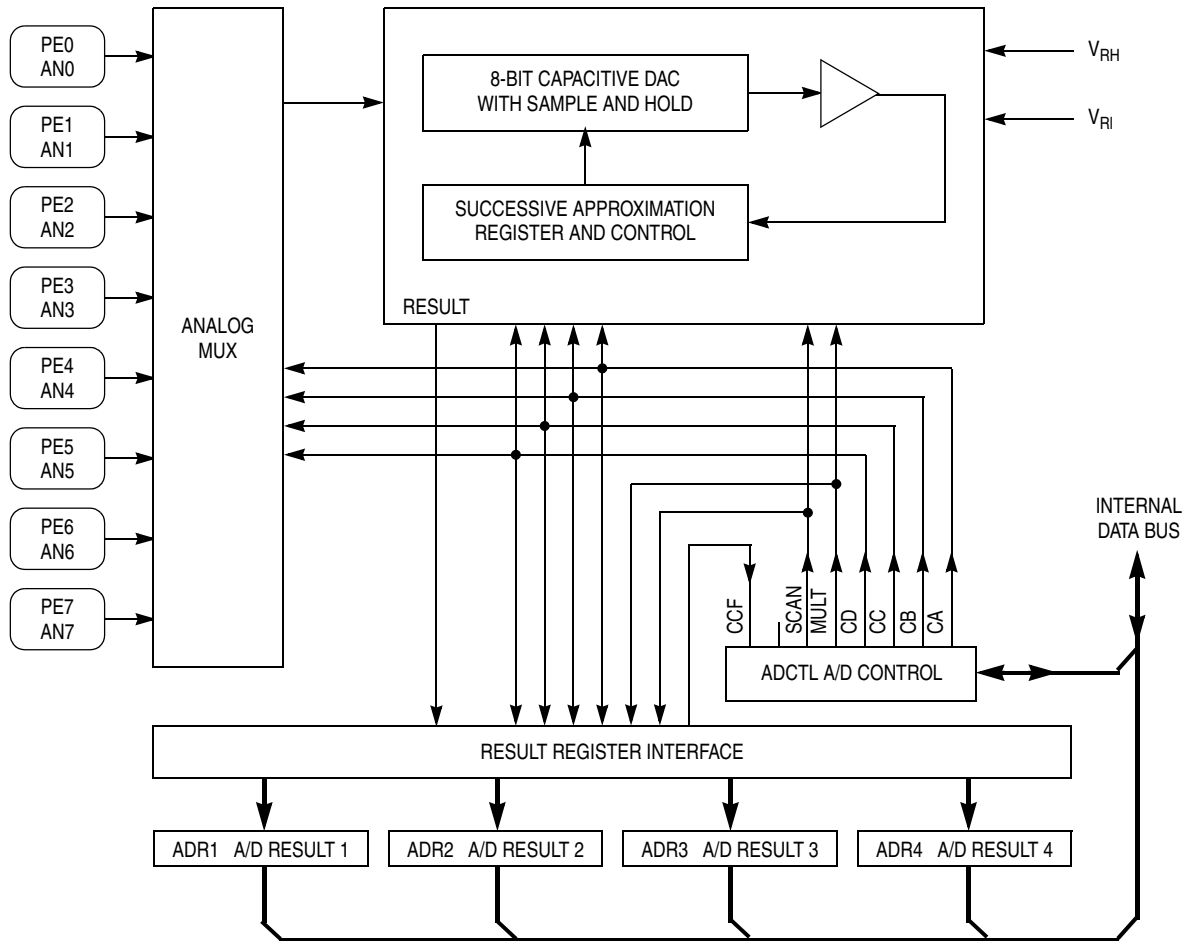 PE0
AN0
PE1
AN1
PE2
AN2
PE3
AN3
PE4
AN4
PE5
AN5
PE6
AN6
PE7
AN7
ANALOG
MUX
8-BIT CAPACITIVE DAC
WITH SAMPLE AND HOLD
SUCCESSIVE APPROXIMATION
REGISTER AND CONTROL
RESULT
VRH
VRl
INTERNAL
DATA BUS
CCF
SCAN
MULT
CD
CC
CB
CA
ADCTL A/D CONTROL
RESULT REGISTER INTERFACE
ADR1 A/D RESULT 1
ADR2 A/D RESULT 2
ADR3 A/D RESULT 3
ADR4 A/D RESULT 4